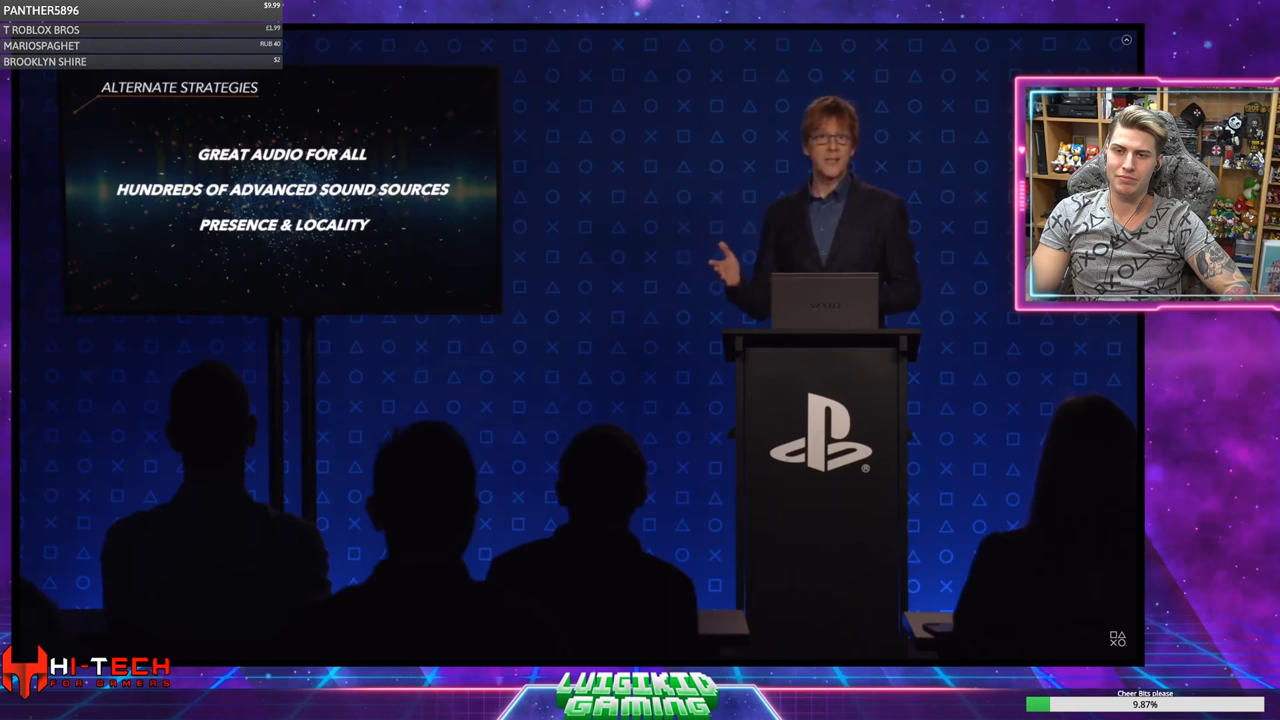 PANTHER5896 $9.99
T ROBLOX BROS £1.99
MARIOSPAGHET RUB 40
BROOKLYN SHIRE $2
ALTERNATE STRATEGIES
GREAT AUDIO FOR ALL
HUNDREDS OF ADVANCED SOUND SOURCES
PRESENCE & LOCALITY
VAIO
HI-TECH
FOR GAMERS
LUIGIKID
GAMING
Cheer Bits please
9.87%